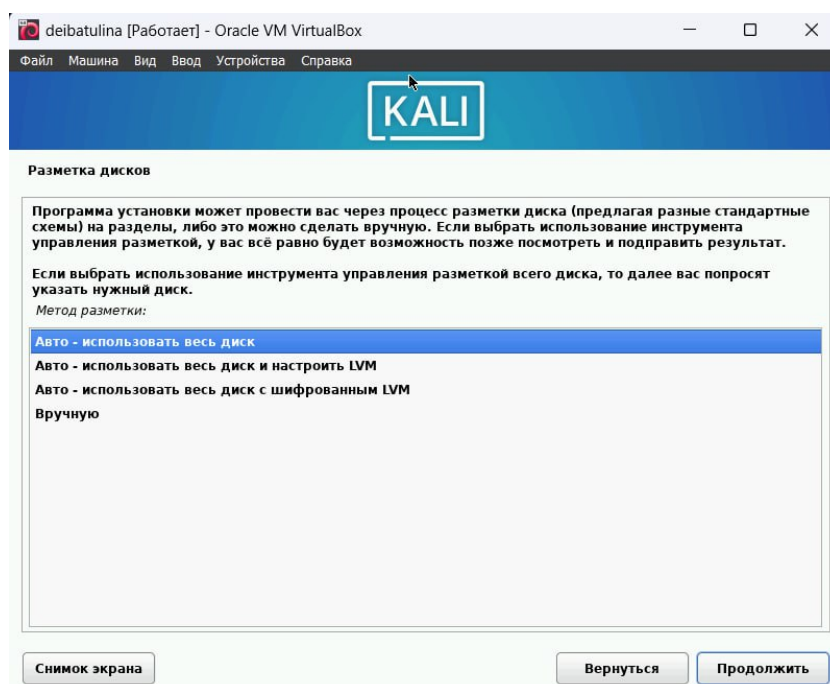 deibatulina [Работает] - Oracle VM VirtualBox
Файл Машина Вид Ввод Устройства Справка
KALI
Разметка дисков
Программа установки может провести вас через процесс разметки диска (предлагая разные стандартные
схемы) на разделы, либо это можно сделать вручную. Если выбрать использование инструмента
управления разметкой, у вас всё равно будет возможность позже посмотреть и подправить результат.
Если выбрать использование инструмента управления разметкой всего диска, то далее вас попросят
указать нужный диск.
Метод разметки:
Авто - использовать весь диск
Авто - использовать весь диск и настроить LVM
Авто - использовать весь диск с шифрованным LVM
Вручную
Снимок экрана Вернуться Продолжить